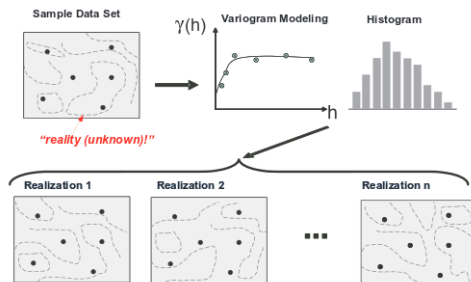 Sample Data Set
Variogram Modeling
Histogram
γ(h)
h
“reality (unknown)!”
Realization 1
Realization 2
Realization n